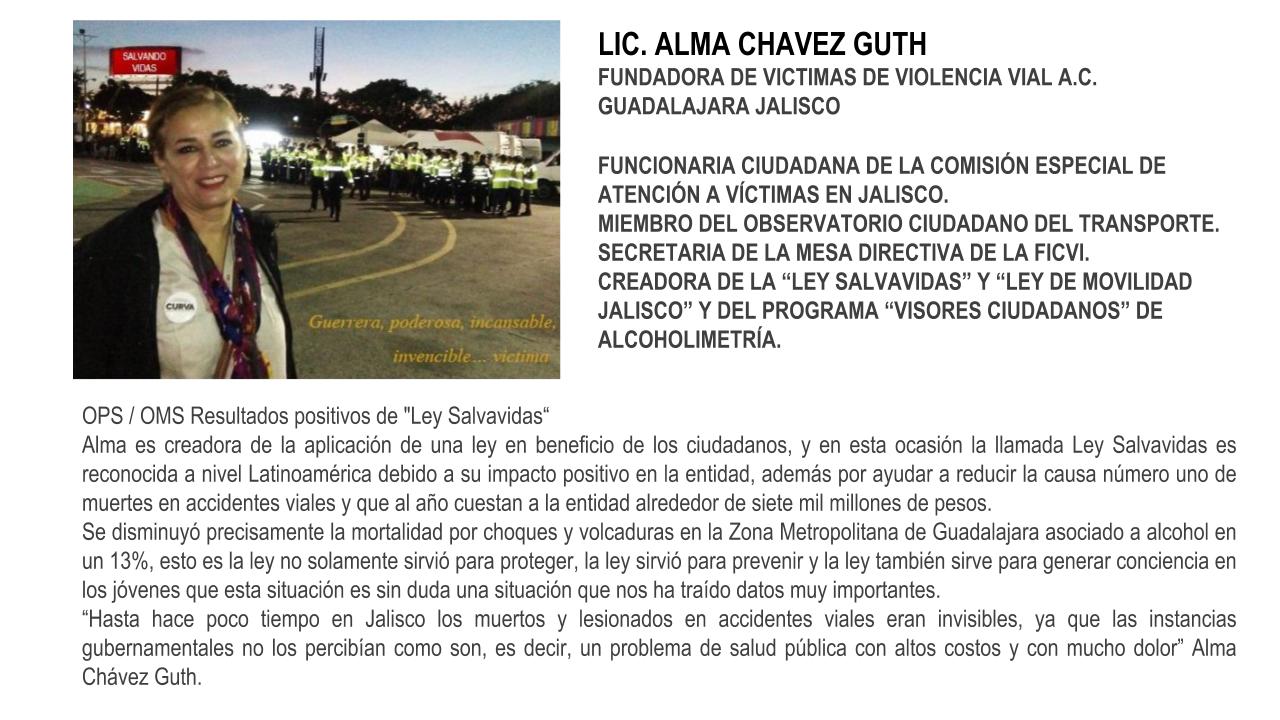 SALVANDO
VIDAS
CURVA
Guerrera, poderosa, incansable,
invencible... victima
LIC. ALMA CHAVEZ GUTH
FUNDADORA DE VICTIMAS DE VIOLENCIA VIAL A.C.
GUADALAJARA JALISCO
FUNCIONARIA CIUDADANA DE LA COMISIÓN ESPECIAL DE
ATENCIÓN A VÍCTIMAS EN JALISCO.
MIEMBRO DEL OBSERVATORIO CIUDADANO DEL TRANSPORTE.
SECRETARIA DE LA MESA DIRECTIVA DE LA FICVI.
CREADORA DE LA “LEY SALVAVIDAS” Y “LEY DE MOVILIDAD
JALISCO” Y DEL PROGRAMA “VISORES CIUDADANOS” DE
ALCOHOLIMETRÍA.
OPS / OMS Resultados positivos de "Ley Salvavidas“
Alma es creadora de la aplicación de una ley en beneficio de los ciudadanos, y en esta ocasión la llamada Ley Salvavidas es
reconocida a nivel Latinoamérica debido a su impacto positivo en la entidad, además por ayudar a reducir la causa número uno de
muertes en accidentes viales y que al año cuestan a la entidad alrededor de siete mil millones de pesos.
Se disminuyó precisamente la mortalidad por choques y volcaduras en la Zona Metropolitana de Guadalajara asociado a alcohol en
un 13%, esto es la ley no solamente sirvió para proteger, la ley sirvió para prevenir y la ley también sirve para generar conciencia en
los jóvenes que esta situación es sin duda una situación que nos ha traído datos muy importantes.
“Hasta hace poco tiempo en Jalisco los muertos y lesionados en accidentes viales eran invisibles, ya que las instancias
gubernamentales no los percibían como son, es decir, un problema de salud pública con altos costos y con mucho dolor” Alma
Chávez Guth.